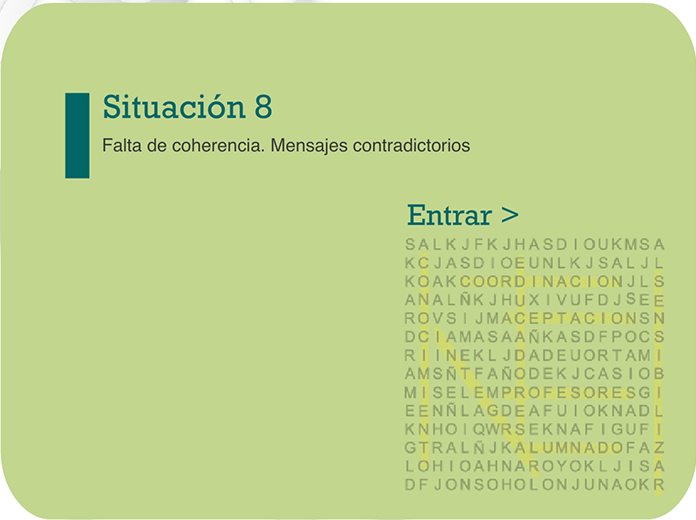 Situación 8
Falta de coherencia. Mensajes contradictorios
Entrar >
SALKJFKJHASDIOUKMSA
KCJASDIOEUNLKJSALJL
KOAKCOORDINACIONJLS
ANALÑKJHUXIVUFDJSEE
ROVSIJMACEPTACIONSN
DCIAMASAAÑKASDFPOCS
RIINEKLJDADEUORTAMI
AMSÑTFAÑODEKJCASIOB
MISELEMPROFESORESGI
EENÑLAGDEAFUIOKNADL
KNHOIQWRSEKNAFIGUFI
GTRALÑJKALUMNADOFAZ
LOHIOAHNAROYOKLJISA
DFJONSOHOLONJUNAOKR